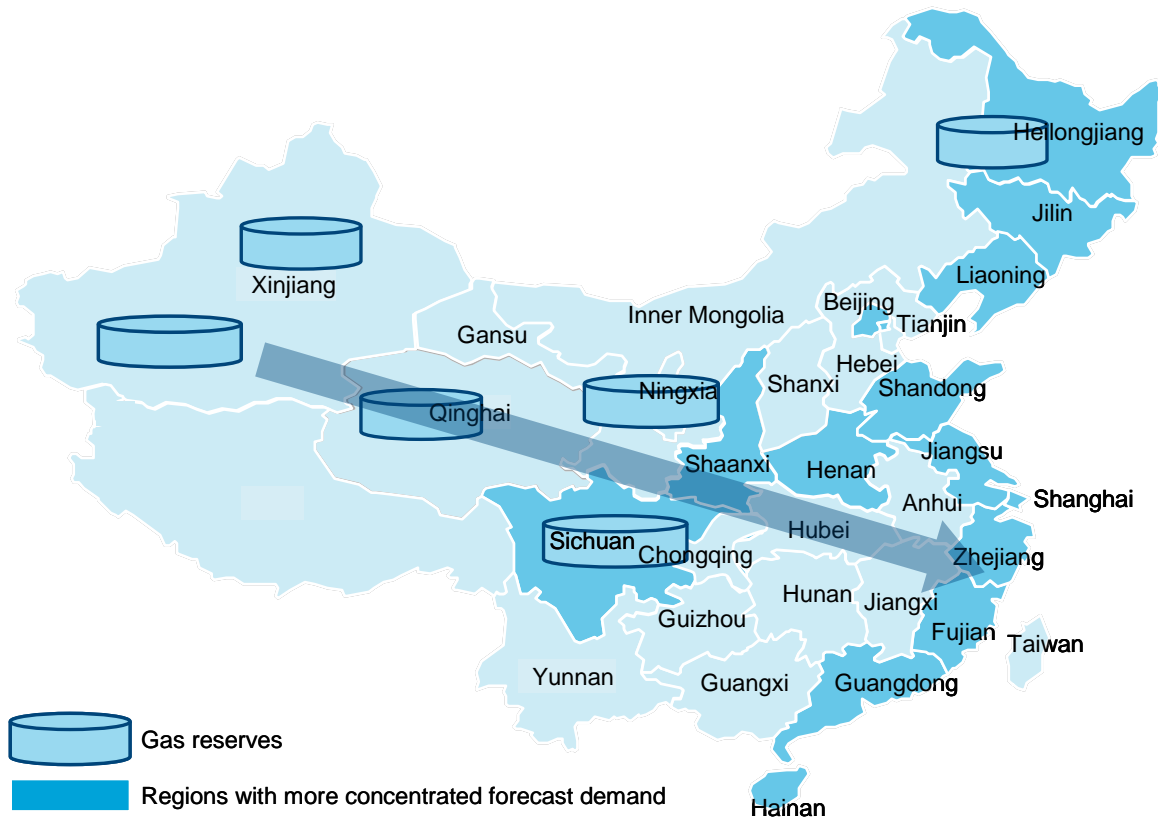 Heilongjiang
Jilin
Liaoning
Xinjiang
Beijing
Inner Mongolia
Tianjin
Gansu
Hebei
Shanxi
Shandong
Ningxia
Qinghai
Jiangsu
Shaanxi
Henan
Anhui
Shanghai
Hubei
Sichuan
Chongqing
Zhejiang
Hunan
Jiangxi
Guizhou
Fujian
Taiwan
Yunnan
Guangxi
Guangdong
Gas reserves
Regions with more concentrated forecast demand
Hainan